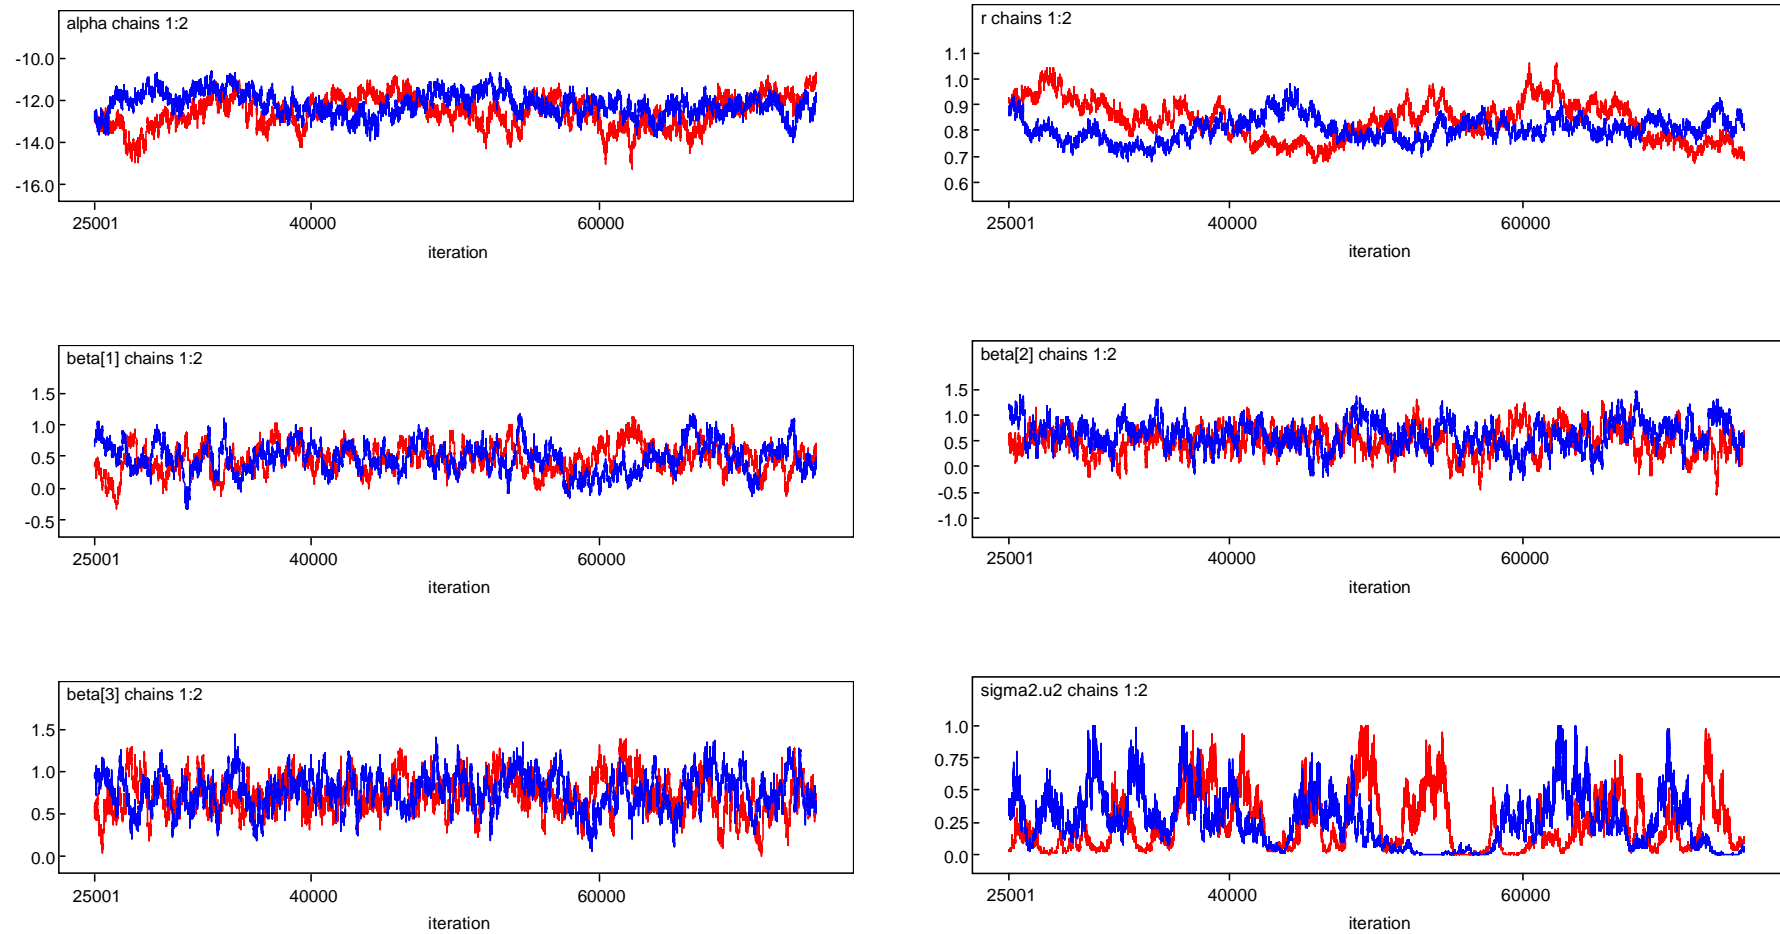 alpha chains 1:2
-10.0
-12.0
-14.0
-16.0
25001 40000 60000
iteration
r chains 1:2
1.1
1.0
0.9
0.8
0.7
0.6
25001 40000 60000
iteration
beta[1] chains 1:2
1.5
1.0
0.5
0.0
-0.5
25001 40000 60000
iteration
beta[2] chains 1:2
1.5
1.0
0.5
0.0
-0.5
-1.0
25001 40000 60000
iteration
beta[3] chains 1:2
1.5
1.0
0.5
0.0
25001 40000 60000
iteration
sigma2.u2 chains 1:2
1.0
0.75
0.5
0.25
0.0
25001 40000 60000
iteration